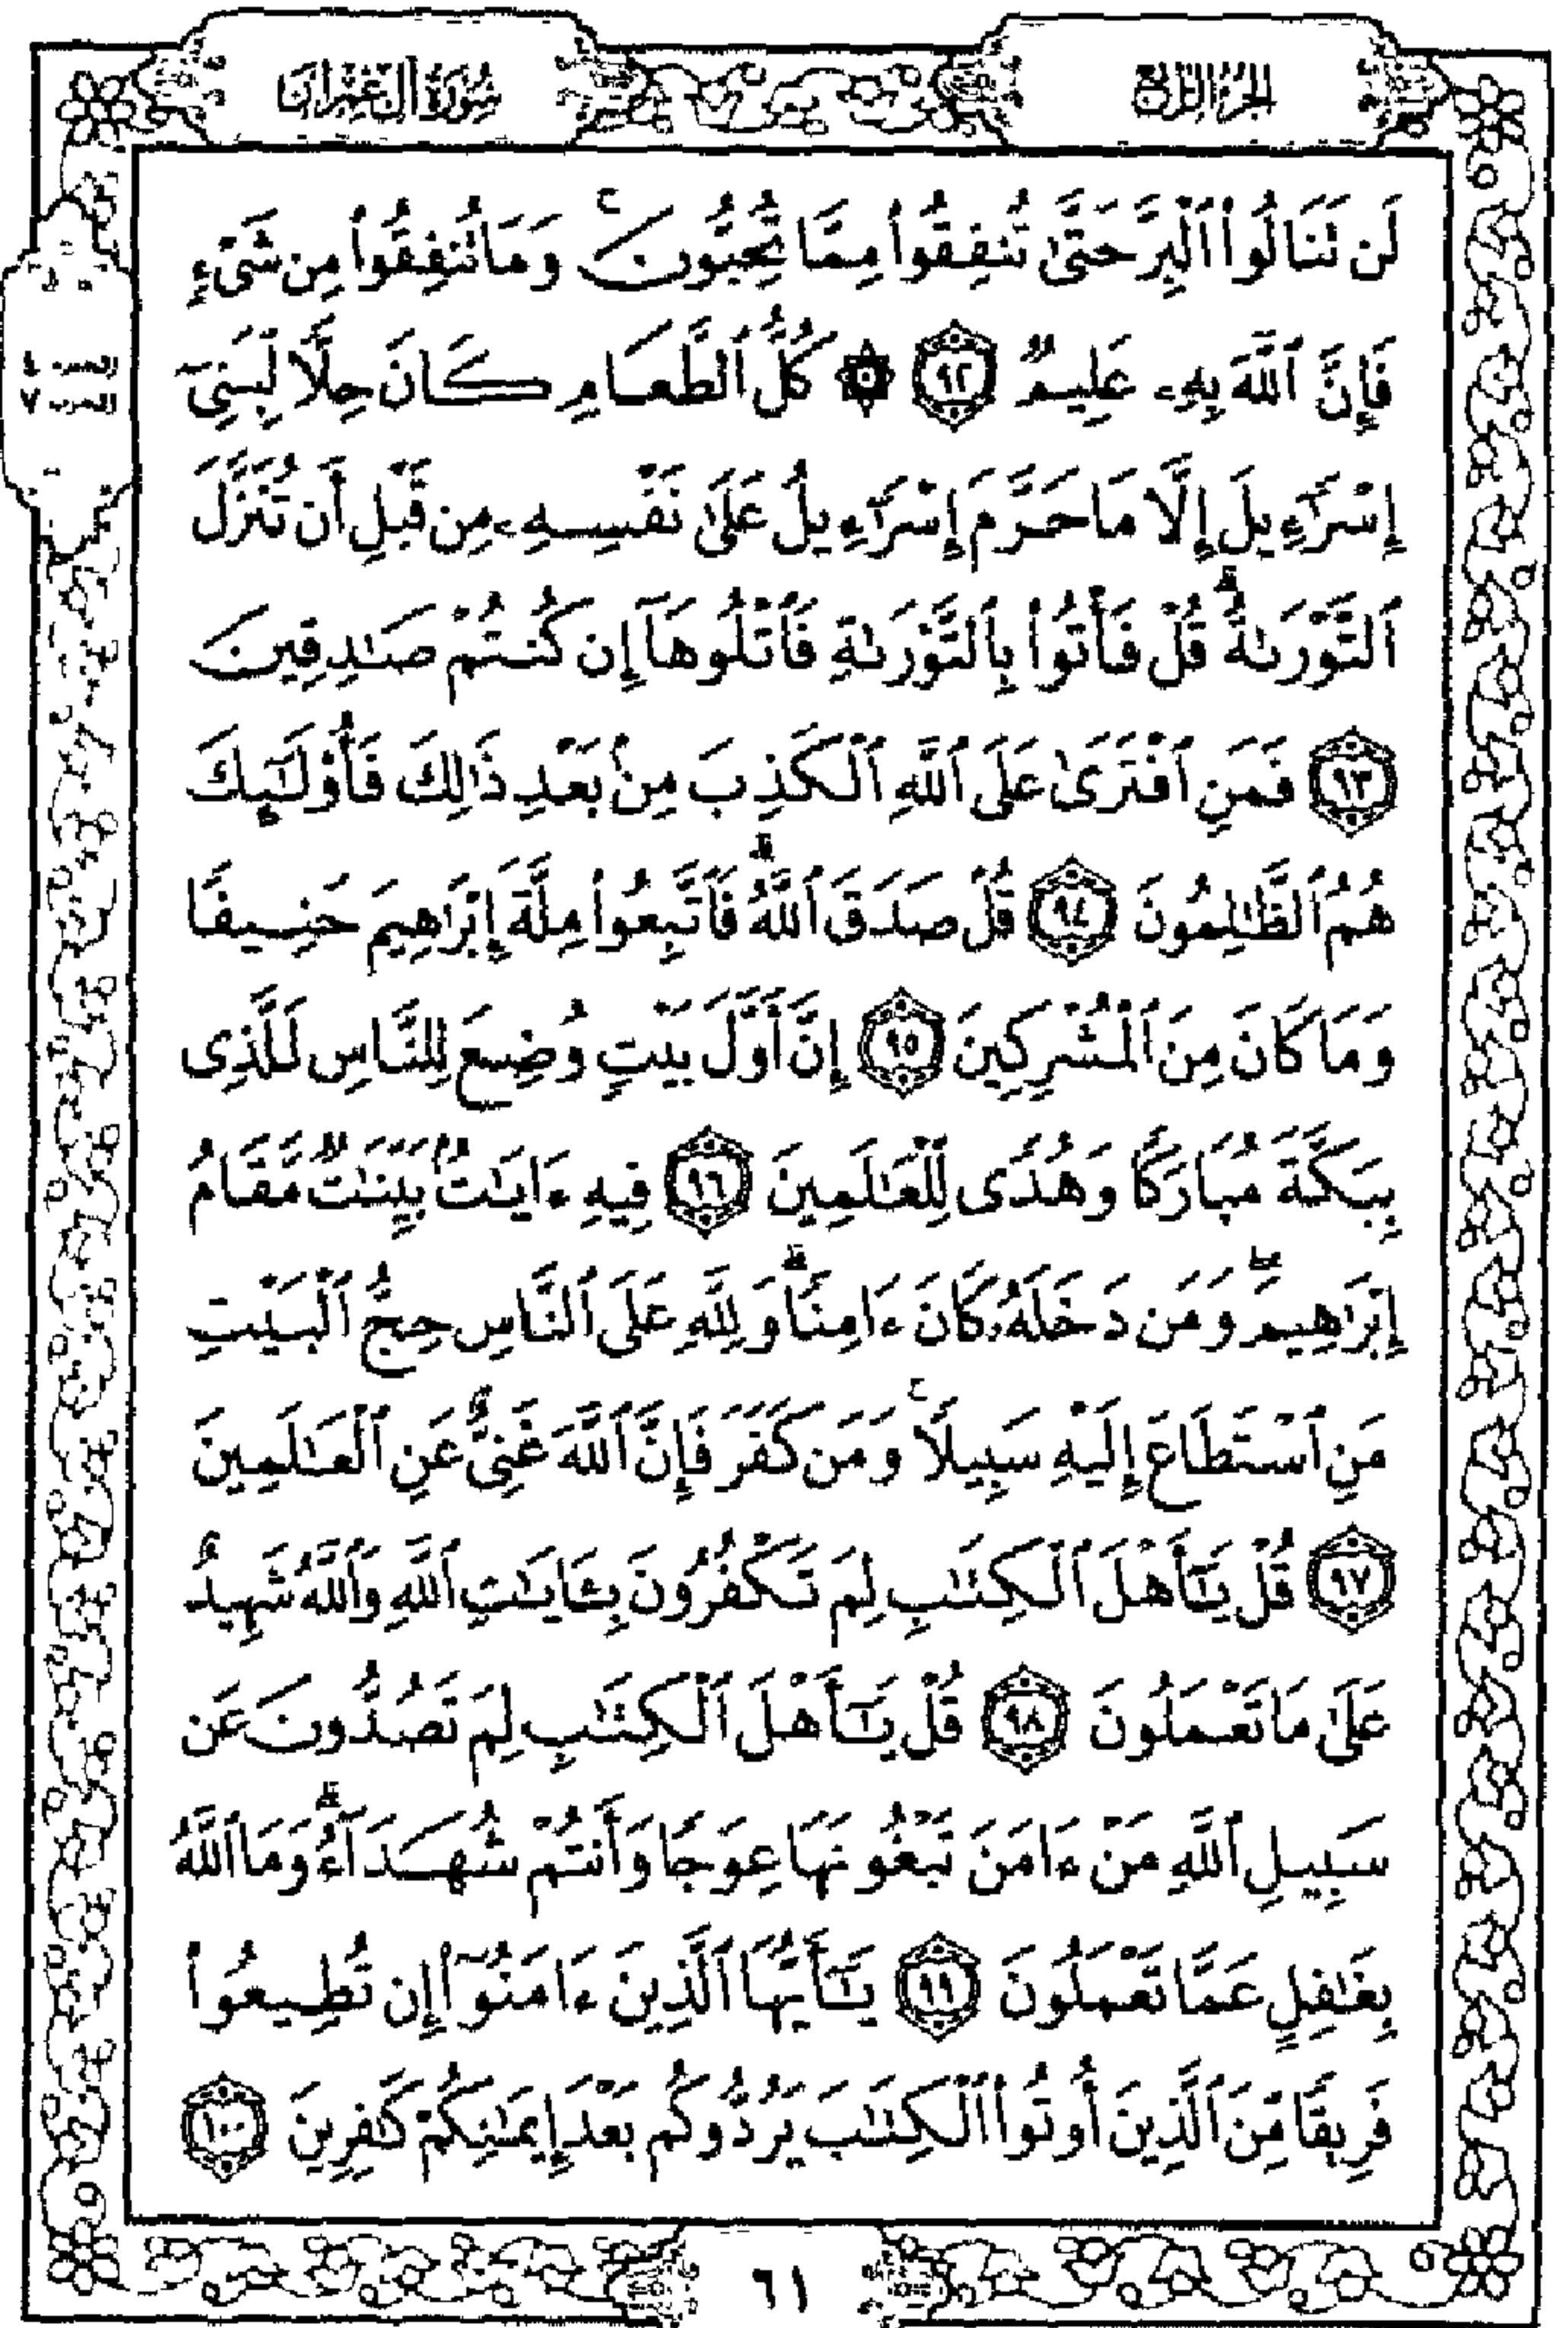 الجزء الرابع
سورة آل عمران
لَن تَنَالُوا۟ ٱلْبِرَّ حَتَّىٰ تُنفِقُوا۟ مِمَّا تُحِبُّونَ ۚ وَمَا تُنفِقُوا۟ مِن شَىْءٍ
فَإِنَّ ٱللَّهَ بِهِۦ عَلِيمٌ ٩٢ ۞ كُلُّ ٱلطَّعَامِ كَانَ حِلًّا لِّبَنِىٓ
إِسْرَٰٓءِيلَ إِلَّا مَا حَرَّمَ إِسْرَٰٓءِيلُ عَلَىٰ نَفْسِهِۦ مِن قَبْلِ أَن تُنَزَّلَ
ٱلتَّوْرَىٰةُ ۗ قُلْ فَأْتُوا۟ بِٱلتَّوْرَىٰةِ فَٱتْلُوهَآ إِن كُنتُمْ صَـٰدِقِينَ
٩٣ فَمَنِ ٱفْتَرَىٰ عَلَى ٱللَّهِ ٱلْكَذِبَ مِنۢ بَعْدِ ذَٰلِكَ فَأُو۟لَـٰٓئِكَ
هُمُ ٱلظَّـٰلِمُونَ ٩٤ قُلْ صَدَقَ ٱللَّهُ ۗ فَٱتَّبِعُوا۟ مِلَّةَ إِبْرَٰهِيمَ حَنِيفًا
وَمَا كَانَ مِنَ ٱلْمُشْرِكِينَ ٩٥ إِنَّ أَوَّلَ بَيْتٍ وُضِعَ لِلنَّاسِ لَلَّذِى
بِبَكَّةَ مُبَارَكًا وَهُدًى لِّلْعَـٰلَمِينَ ٩٦ فِيهِ ءَايَـٰتٌۢ بَيِّنَـٰتٌ مَّقَامُ
إِبْرَٰهِيمَ ۖ وَمَن دَخَلَهُۥ كَانَ ءَامِنًا ۗ وَلِلَّهِ عَلَى ٱلنَّاسِ حِجُّ ٱلْبَيْتِ
مَنِ ٱسْتَطَاعَ إِلَيْهِ سَبِيلًا ۚ وَمَن كَفَرَ فَإِنَّ ٱللَّهَ غَنِىٌّ عَنِ ٱلْعَـٰلَمِينَ
٩٧ قُلْ يَـٰٓأَهْلَ ٱلْكِتَـٰبِ لِمَ تَكْفُرُونَ بِـَٔايَـٰتِ ٱللَّهِ وَٱللَّهُ شَهِيدٌ
عَلَىٰ مَا تَعْمَلُونَ ٩٨ قُلْ يَـٰٓأَهْلَ ٱلْكِتَـٰبِ لِمَ تَصُدُّونَ عَن
سَبِيلِ ٱللَّهِ مَنْ ءَامَنَ تَبْغُونَهَا عِوَجًا وَأَنتُمْ شُهَدَآءُ ۗ وَمَا ٱللَّهُ
بِغَـٰفِلٍ عَمَّا تَعْمَلُونَ ٩٩ يَـٰٓأَيُّهَا ٱلَّذِينَ ءَامَنُوٓا۟ إِن تُطِيعُوا۟
فَرِيقًا مِّنَ ٱلَّذِينَ أُوتُوا۟ ٱلْكِتَـٰبَ يَرُدُّوكُم بَعْدَ إِيمَـٰنِكُمْ كَـٰفِرِينَ ١٠٠
٦١